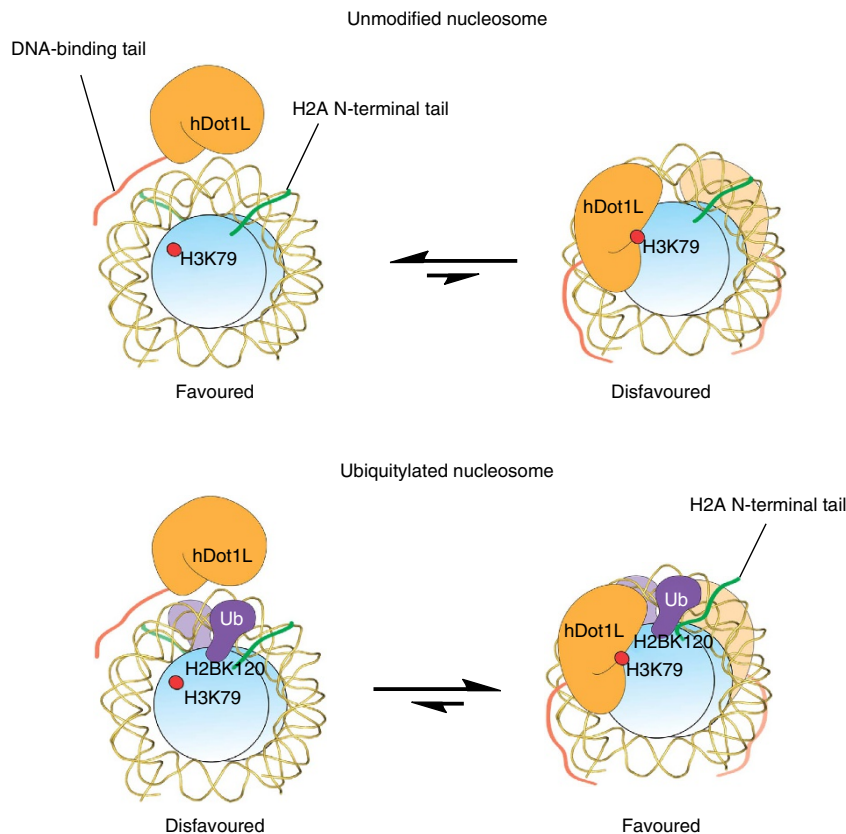 Unmodified nucleosome
DNA-binding tail
H2A N-terminal tail
hDot1L
H3K79
hDot1L
H3K79
Favoured
Disfavoured
Ubiquitylated nucleosome
H2A N-terminal tail
hDot1L
Ub
H2BK120
H3K79
Ub
hDot1L
H2BK120
H3K79
Disfavoured
Favoured